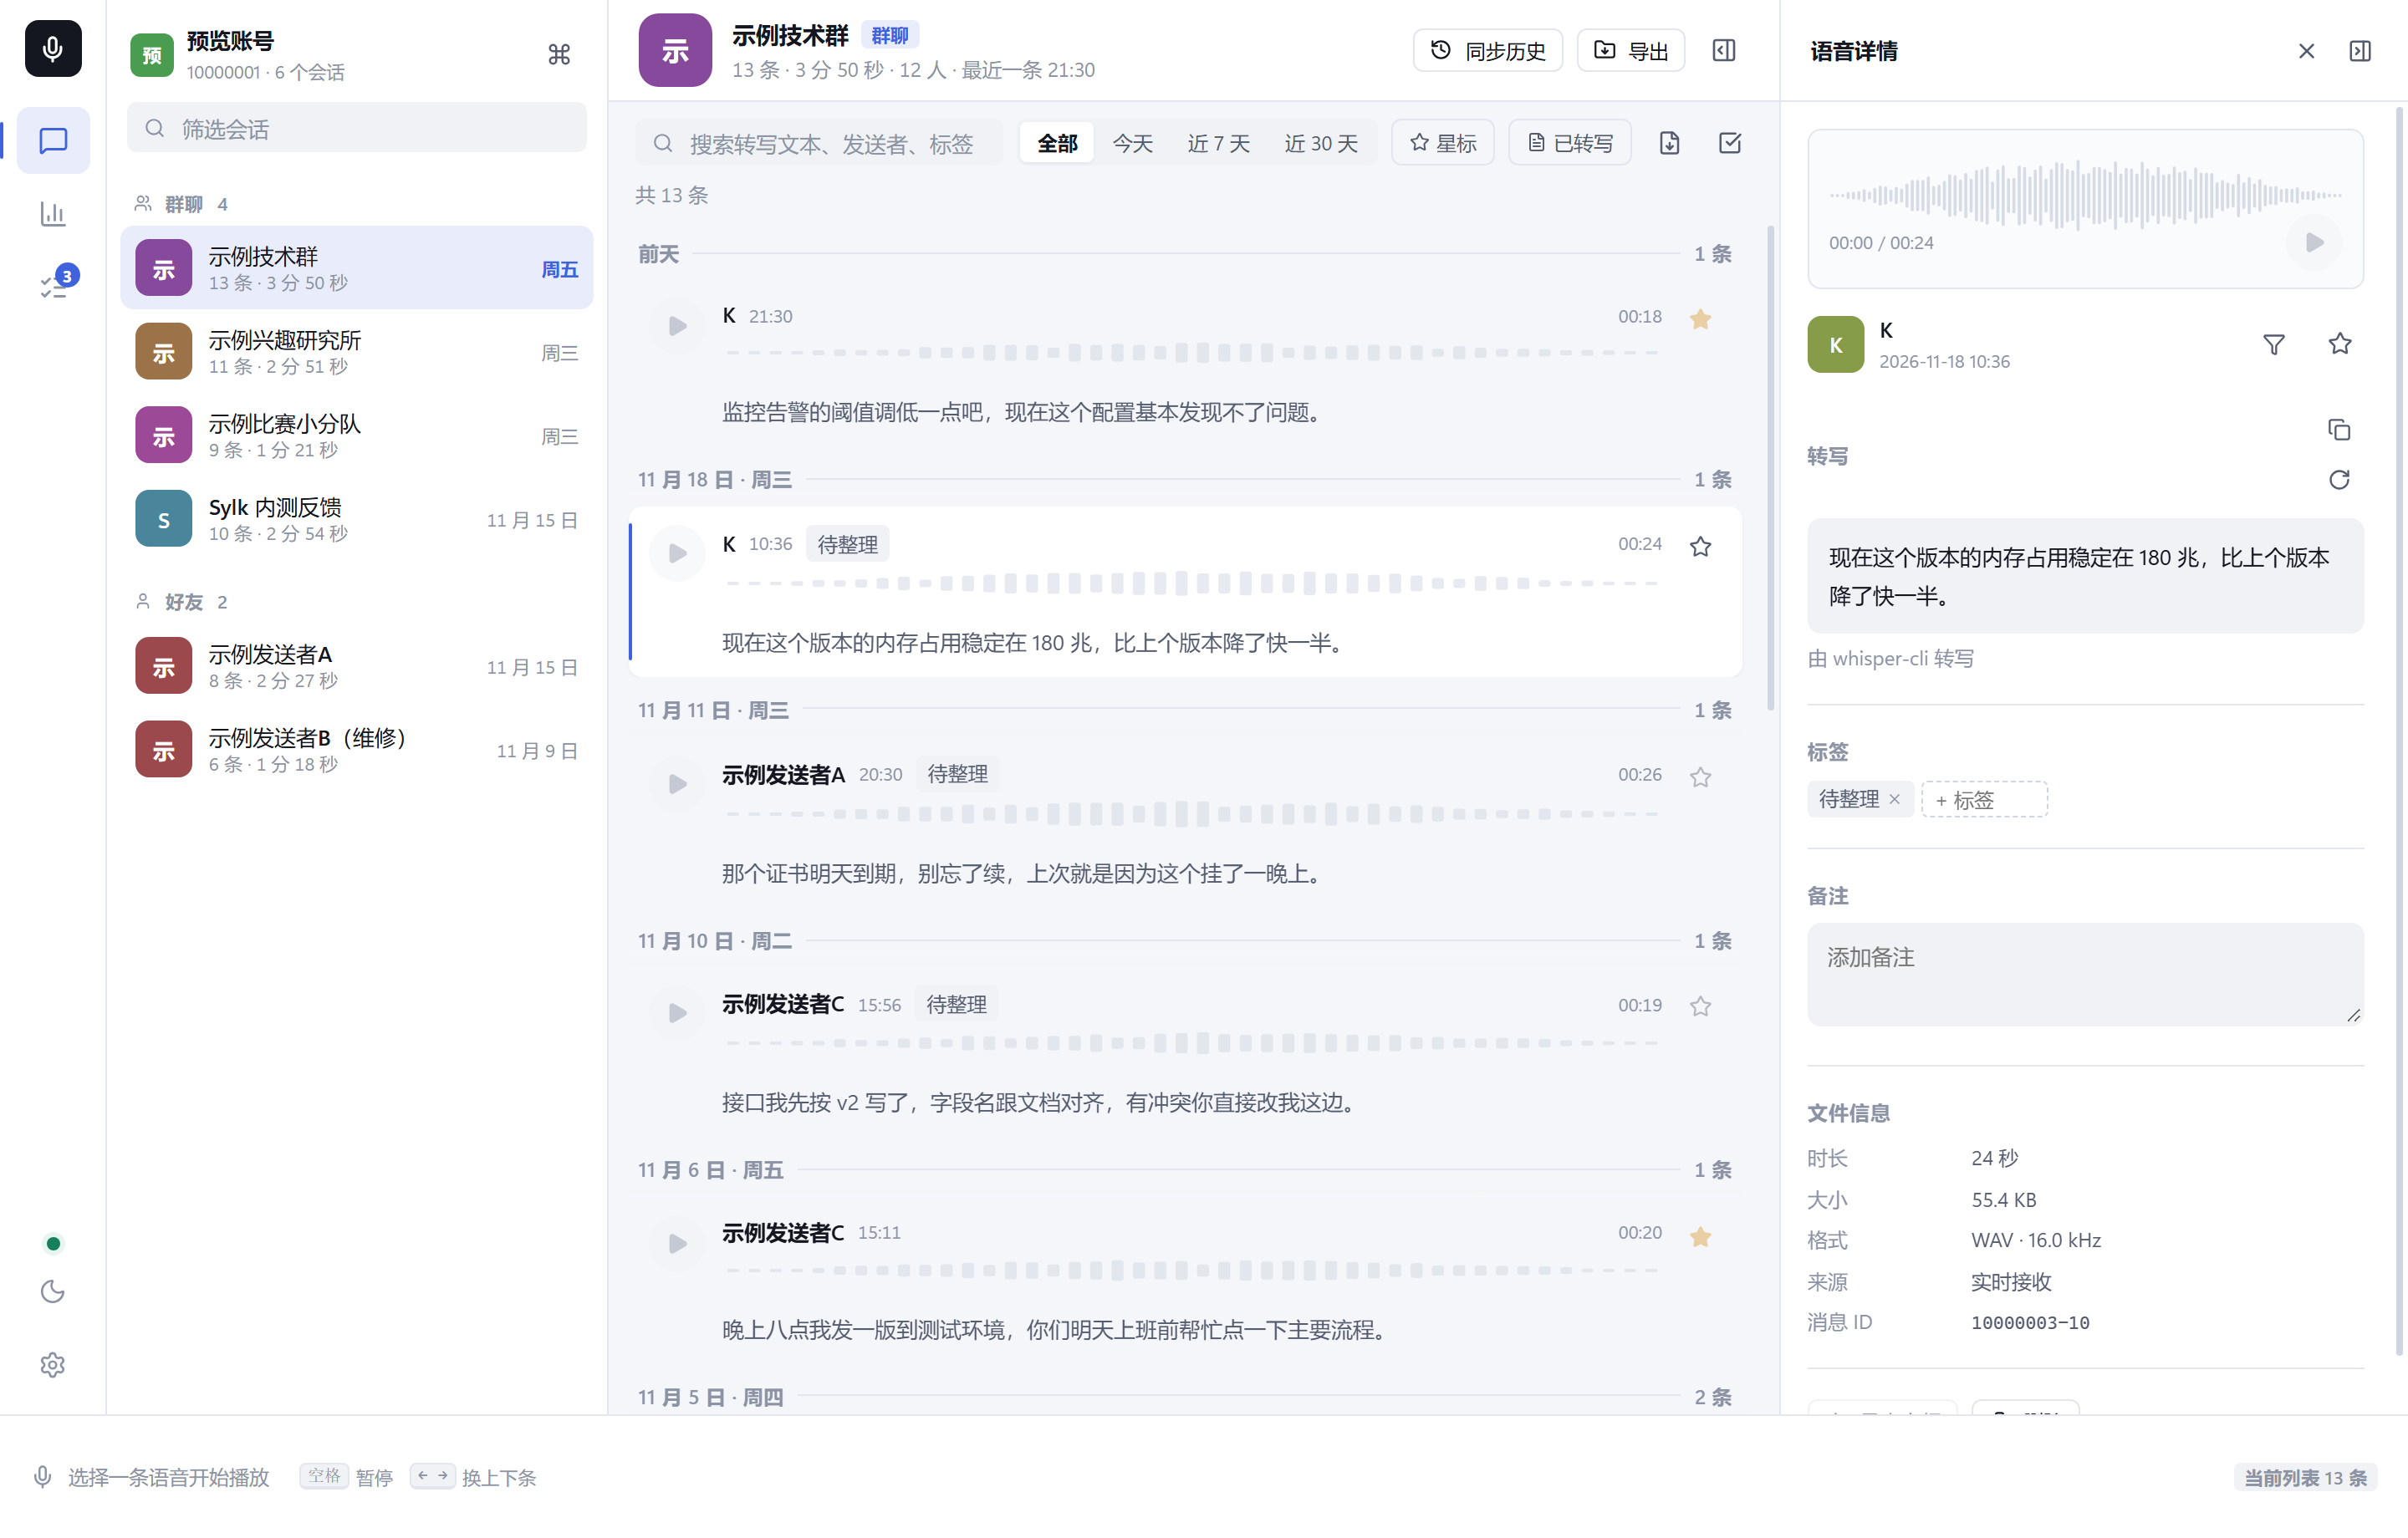 3
预
预览账号
10000001 · 6 个会话
筛选会话
群聊 4
示
示例技术群
13 条 · 3 分 50 秒
周五
示
示例兴趣研究所
11 条 · 2 分 51 秒
周三
示
示例比赛小分队
9 条 · 1 分 21 秒
周三
S
Sylk 内测反馈
10 条 · 2 分 54 秒
11 月 15 日
好友 2
示
示例发送者A
8 条 · 2 分 27 秒
11 月 15 日
示
示例发送者B（维修）
6 条 · 1 分 18 秒
11 月 9 日
示
示例技术群 群聊
13 条 · 3 分 50 秒 · 12 人 · 最近一条 21:30
同步历史 导出
搜索转写文本、发送者、标签 全部 今天 近 7 天 近 30 天 星标 已转写
共 13 条
前天 1 条
K 21:30 00:18
监控告警的阈值调低一点吧，现在这个配置基本发现不了问题。
11 月 18 日 · 周三 1 条
K 10:36 待整理 00:24
现在这个版本的内存占用稳定在 180 兆，比上个版本降了快一半。
11 月 11 日 · 周三 1 条
示例发送者A 20:30 待整理 00:26
那个证书明天到期，别忘了续，上次就是因为这个挂了一晚上。
11 月 10 日 · 周二 1 条
示例发送者C 15:56 待整理 00:19
接口我先按 v2 写了，字段名跟文档对齐，有冲突你直接改我这边。
11 月 6 日 · 周五 1 条
示例发送者C 15:11 00:20
晚上八点我发一版到测试环境，你们明天上班前帮忙点一下主要流程。
11 月 5 日 · 周四 2 条
语音详情
00:00 / 00:24
K
K
2026-11-18 10:36
转写
现在这个版本的内存占用稳定在 180 兆，比上个版本
降了快一半。
由 whisper-cli 转写
标签
待整理 × + 标签
备注
添加备注
文件信息
时长 24 秒
大小 55.4 KB
格式 WAV · 16.0 kHz
来源 实时接收
消息 ID 10000003-10
选择一条语音开始播放 空格 暂停 ← → 换上下条
当前列表 13 条